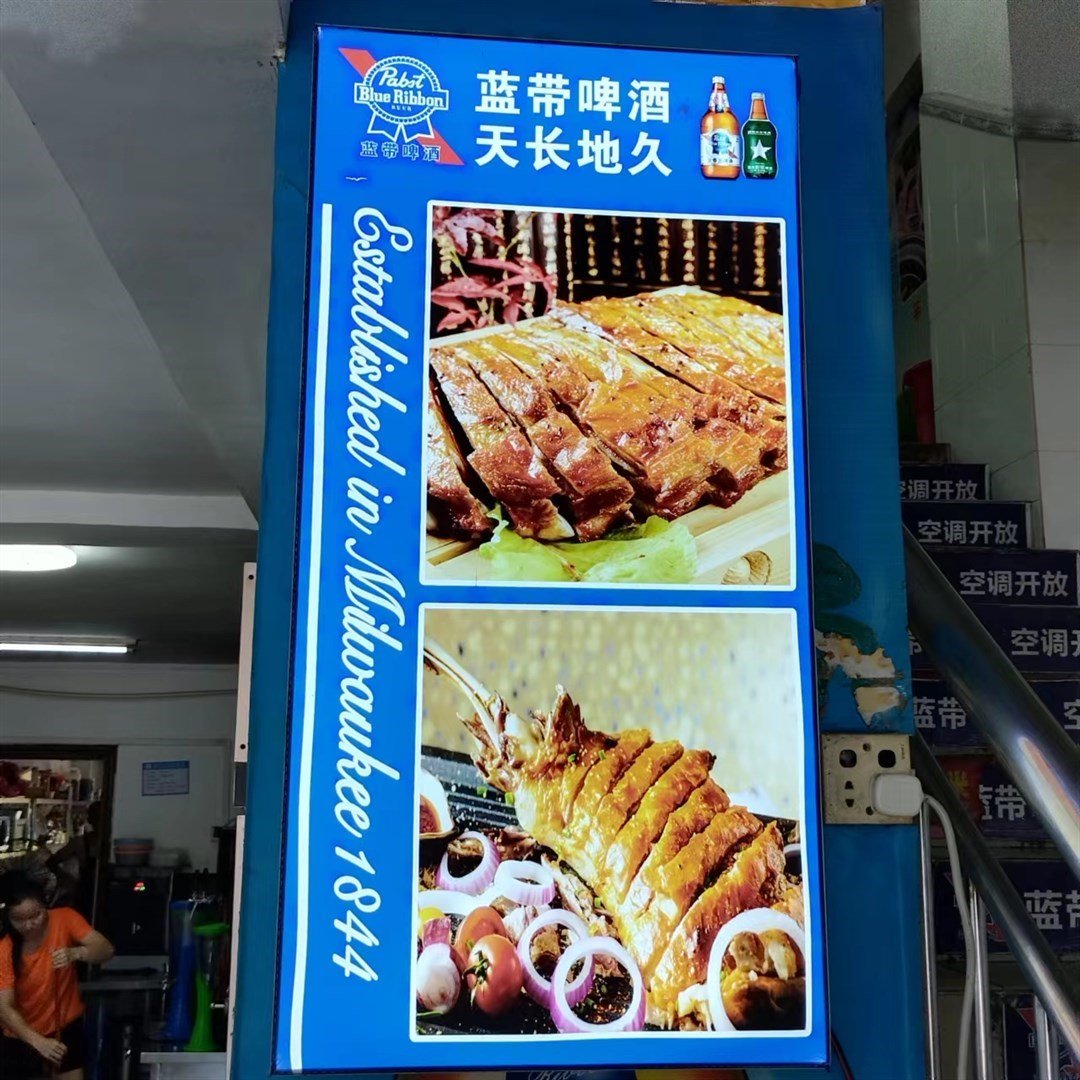 Pabst
Blue Ribbon
蓝带啤酒
蓝带啤酒
天长地久
Established in Milwaukee 1844
空调开放
空调开放
空调开放
空调开放
蓝带
空
蓝带
蓝